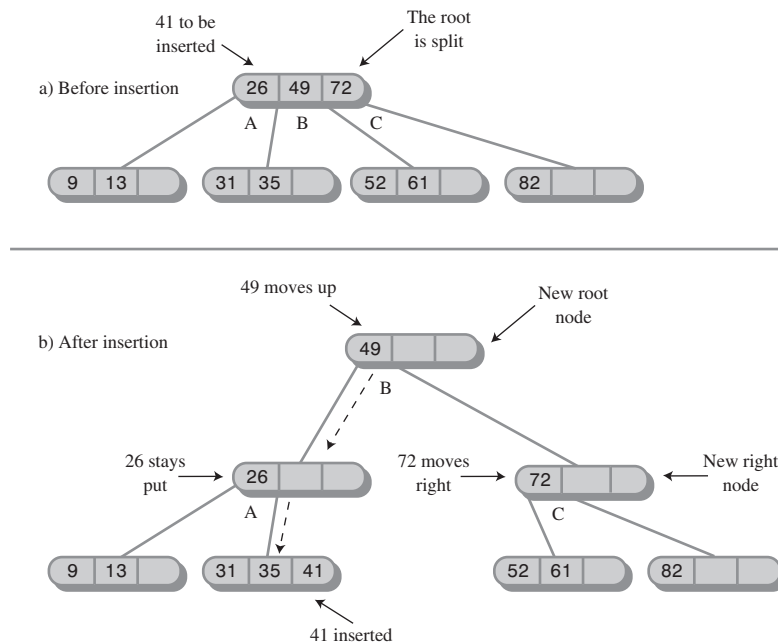 41 to be
inserted
The root
is split
a) Before insertion
26 49 72
A B C
9 13
31 35
52 61
82
49 moves up
New root
node
b) After insertion
49
B
26 stays
put
26
72 moves
right
72
New right
node
A
C
9 13
31 35 41
52 61
82
41 inserted